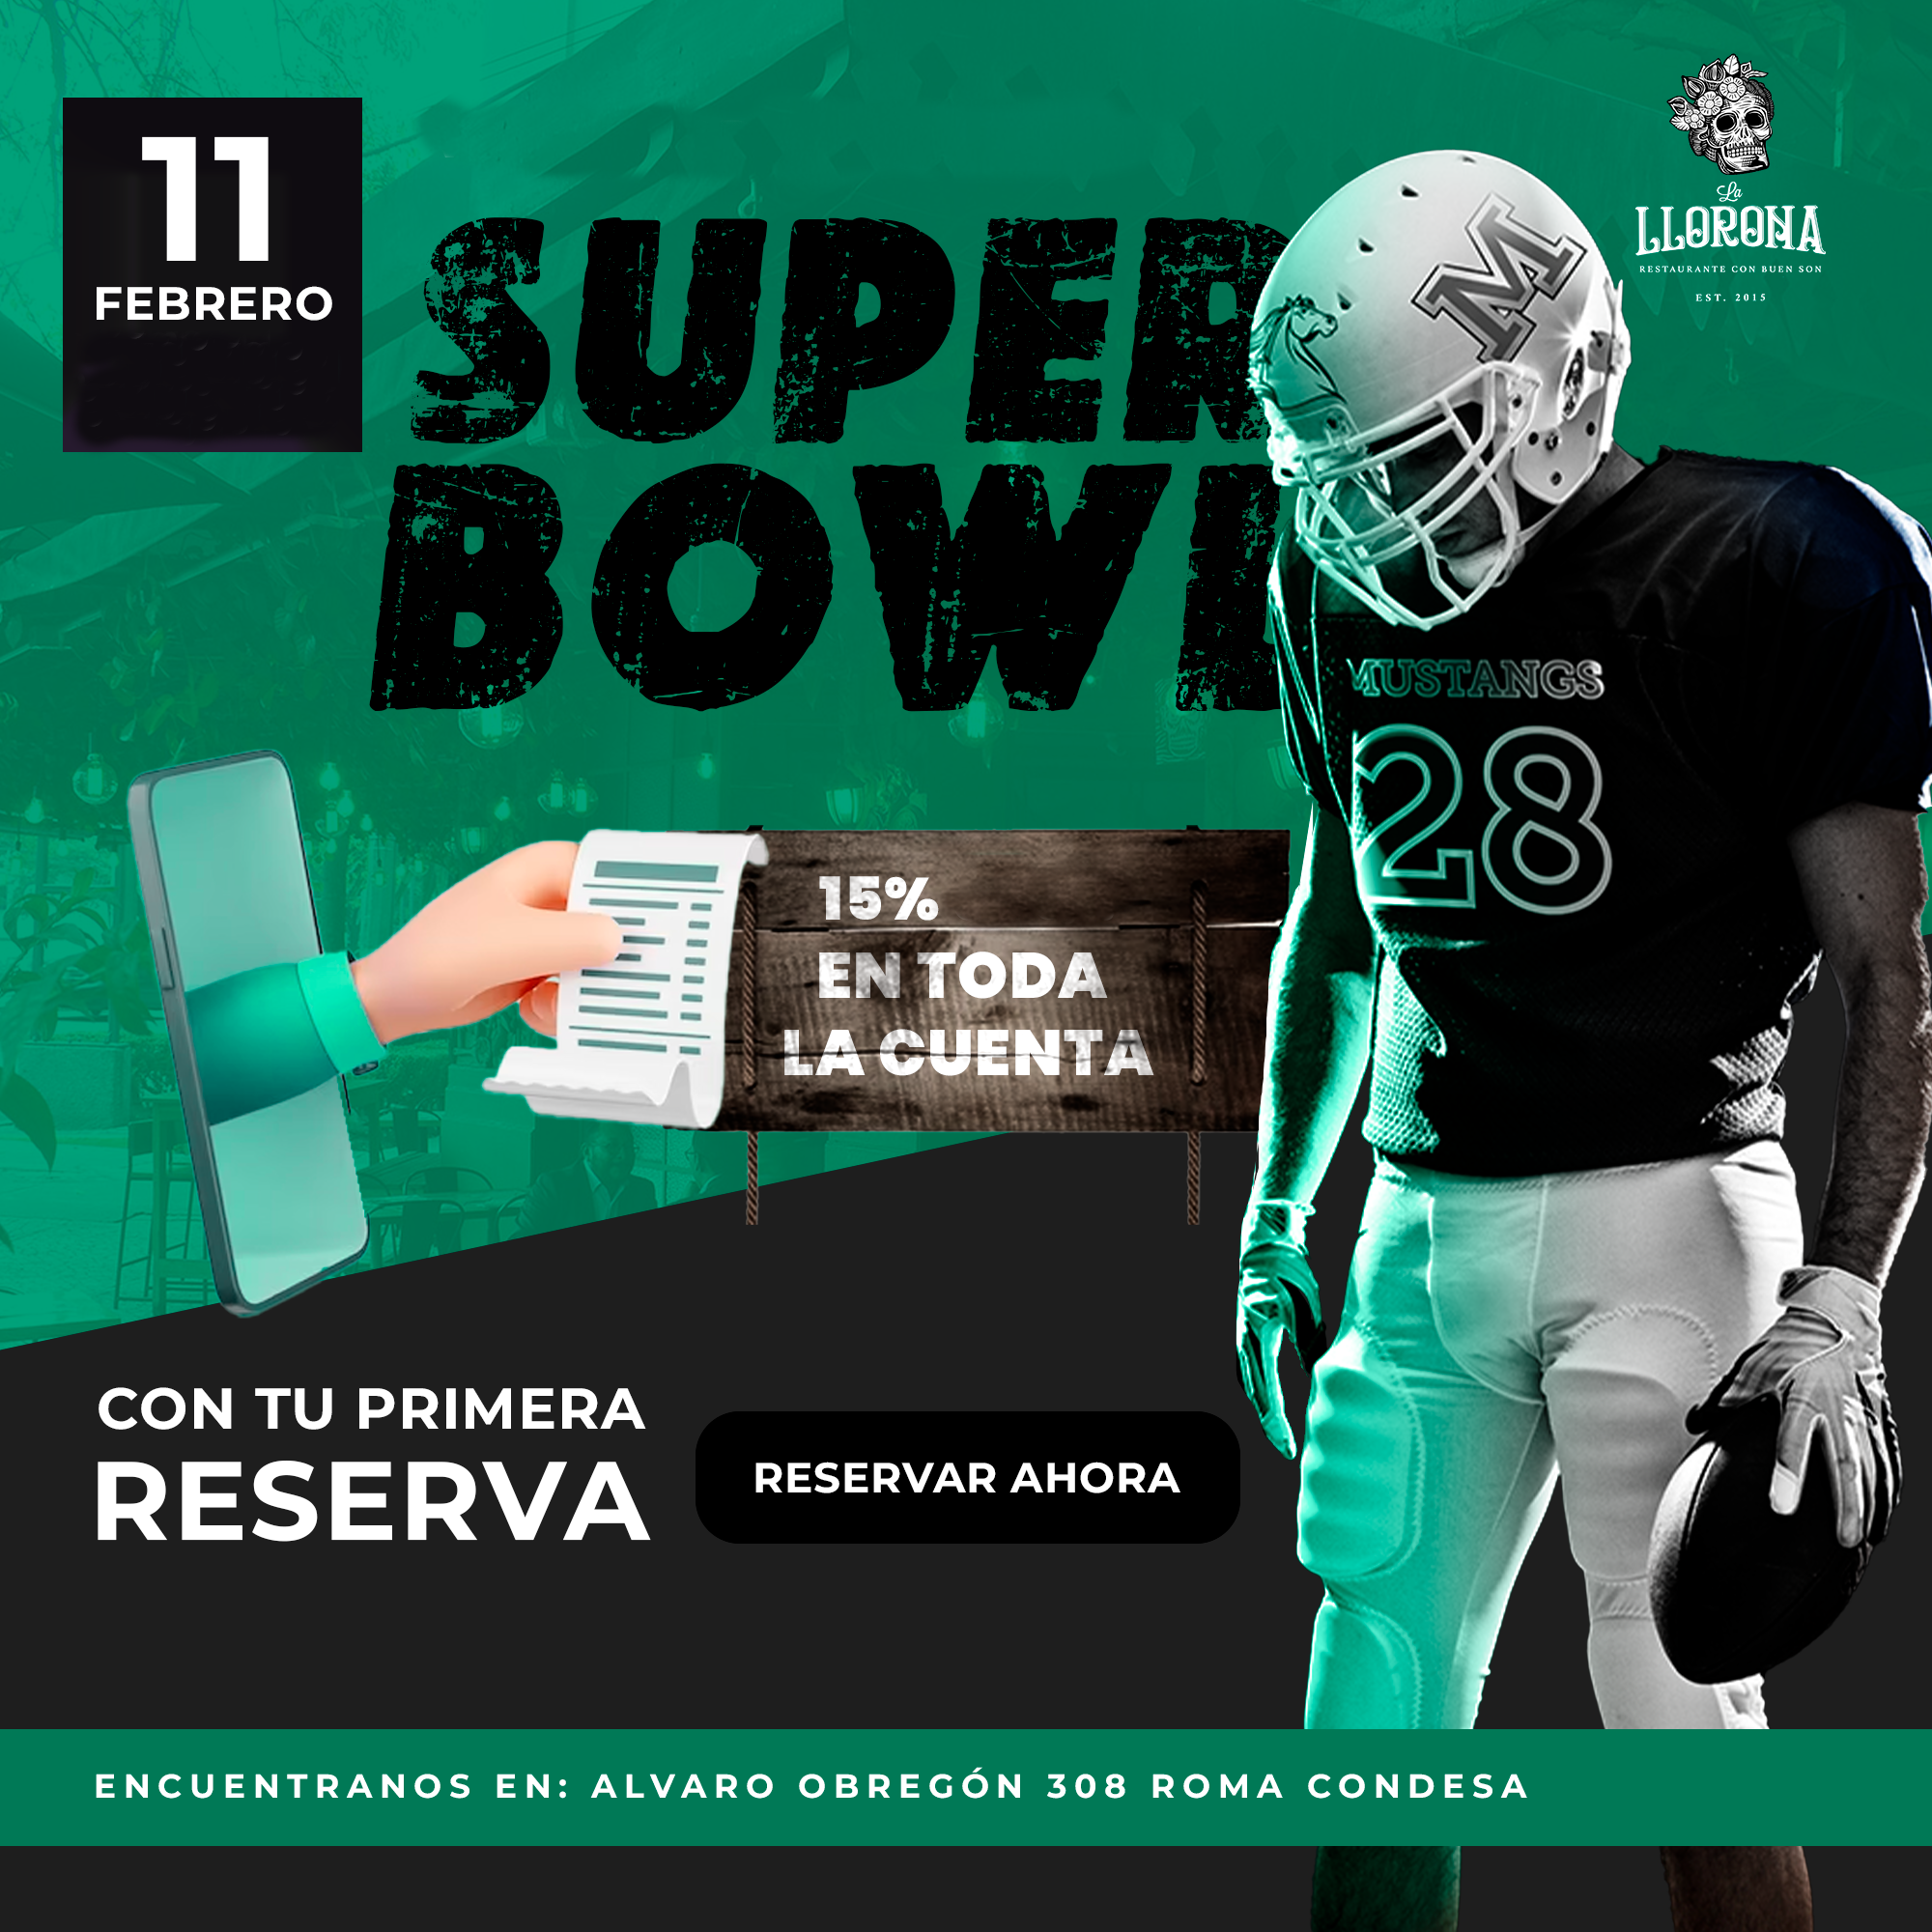 11
FEBRERO
SUPER
BOWL
M
La
LLORONA
RESTAURANTE CON BUEN SON
EST. 2015
MUSTANGS
28
15%
EN TODA
LA CUENTA
CON TU PRIMERA
RESERVA
RESERVAR AHORA
ENCUENTRANOS EN: ALVARO OBREGÓN 308 ROMA CONDESA